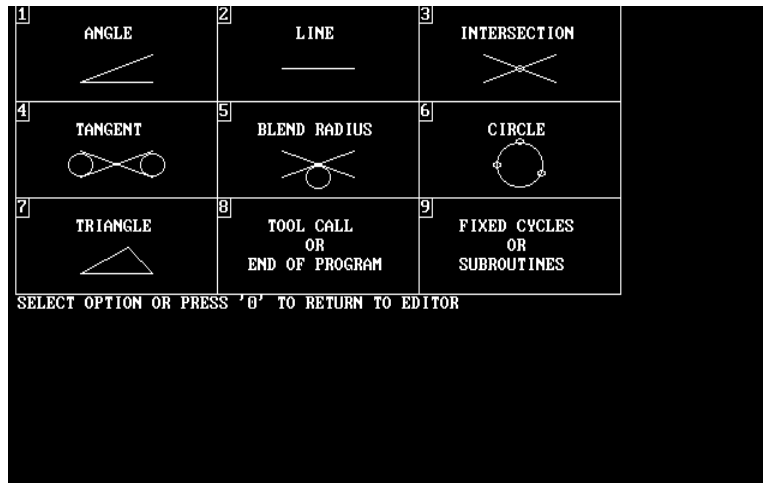 1
ANGLE
2
LINE
3
INTERSECTION
4
TANGENT
5
BLEND RADIUS
6
CIRCLE
7
TRIANGLE
8
TOOL CALL
OR
END OF PROGRAM
9
FIXED CYCLES
OR
SUBROUTINES
SELECT OPTION OR PRESS '0' TO RETURN TO EDITOR